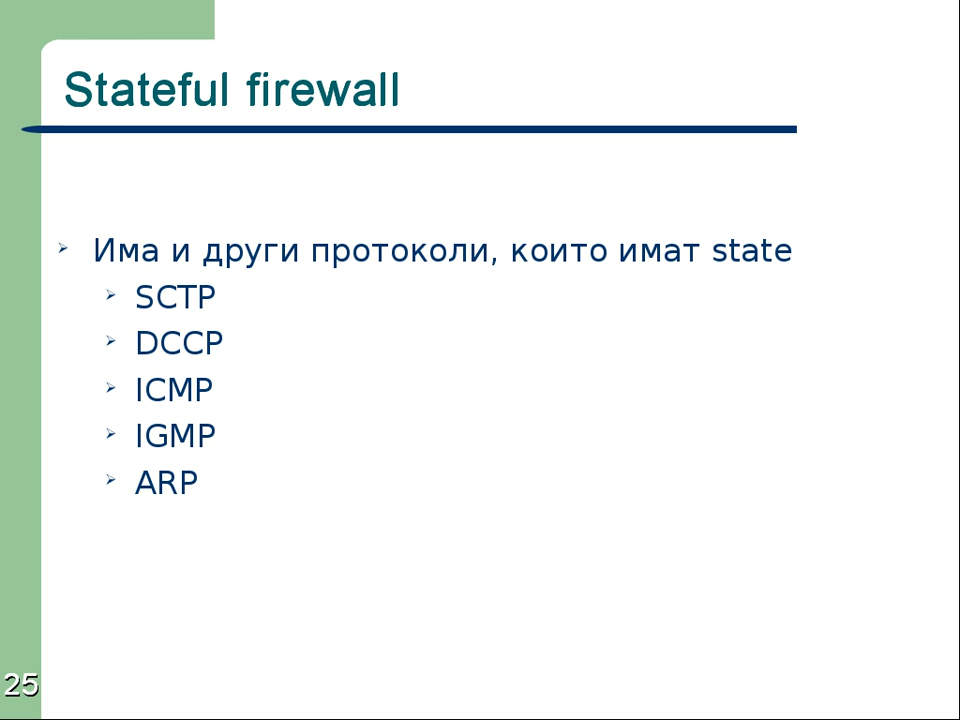 Stateful firewall
Има и други протоколи, които имат state
SCTP
DCCP
ICMP
IGMP
ARP
25